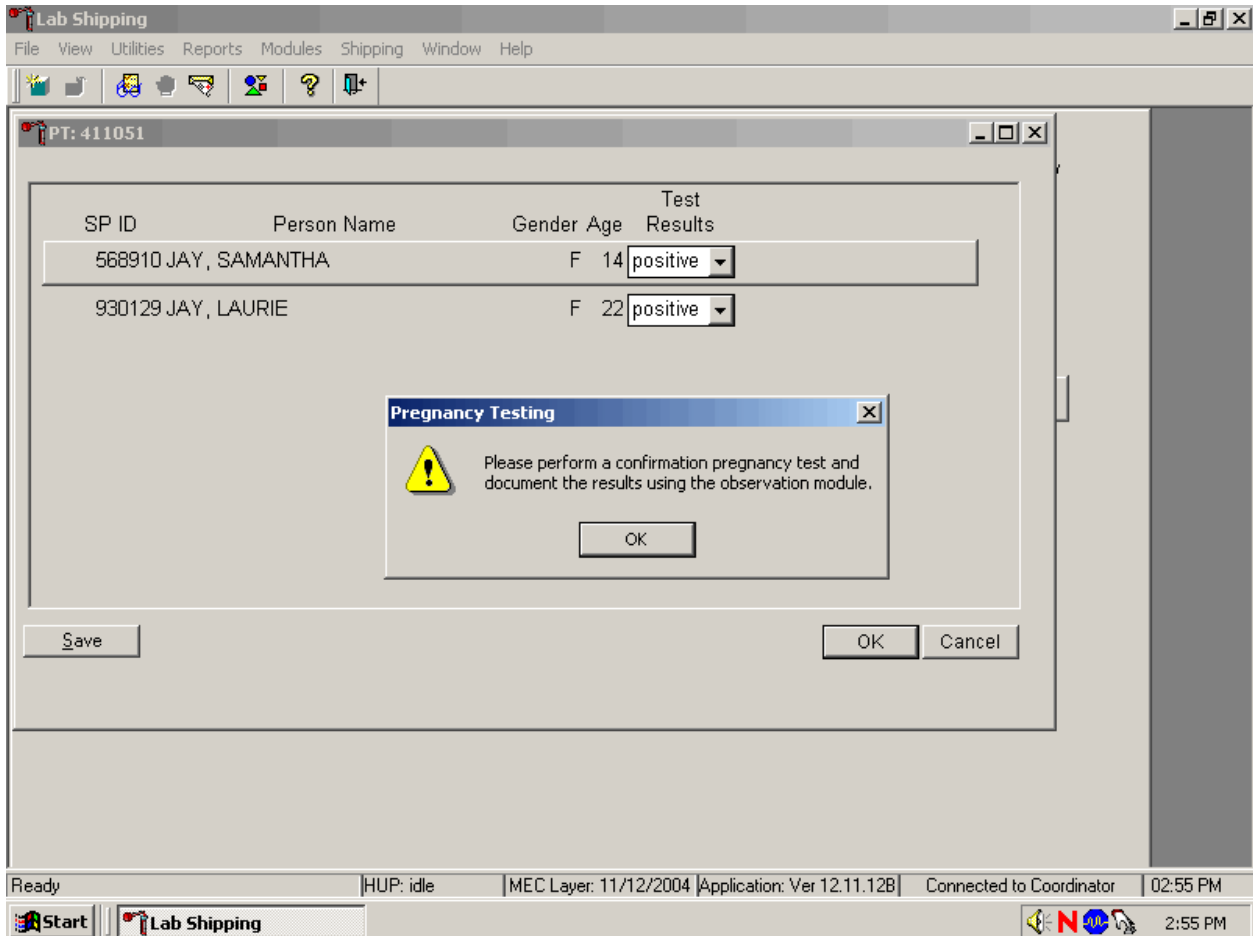 Lab Shipping
File View Utilities Reports Modules Shipping Window Help
PT: 411051
Test
SP ID Person Name Gender Age Results
568910 JAY, SAMANTHA F 14 positive
930129 JAY, LAURIE F 22 positive
Pregnancy Testing
Please perform a confirmation pregnancy test and
document the results using the observation module.
OK
Save OK Cancel
Ready HUP: idle MEC Layer: 11/12/2004 Application: Ver 12.11.12B Connected to Coordinator 02:55 PM
Start Lab Shipping N 2:55 PM